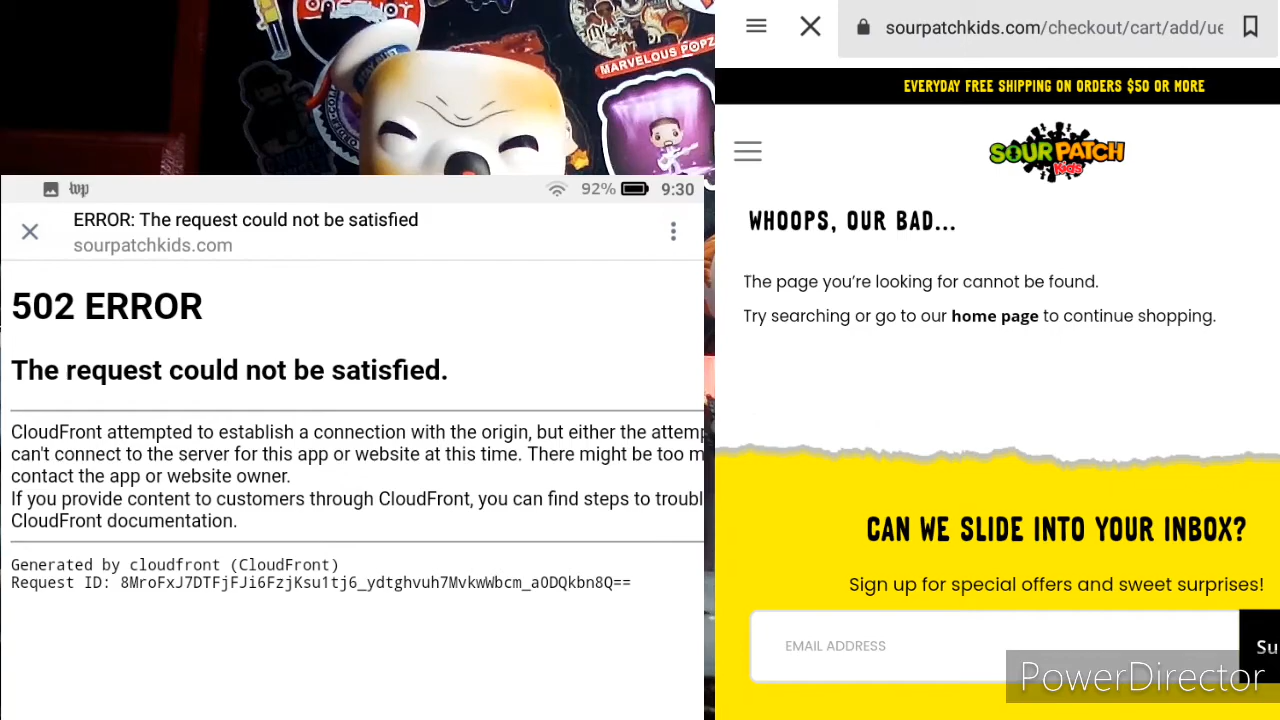 ONESHOT
MARVELOUS POPZ
92%
9:30
ERROR: The request could not be satisfied
sourpatchkids.com
502 ERROR
The request could not be satisfied.
CloudFront attempted to establish a connection with the origin, but either the attemp
can't connect to the server for this app or website at this time. There might be too m
contact the app or website owner.
If you provide content to customers through CloudFront, you can find steps to troubl
CloudFront documentation.
Generated by cloudfront (CloudFront)
Request ID: 8MroFxJ7DTFjFJi6FzjKsu1tj6_ydtghvuh7MvkwWbcm_aODQkbn8Q==
sourpatchkids.com/checkout/cart/add/ue
EVERYDAY FREE SHIPPING ON ORDERS $50 OR MORE
SOUR PATCH
Kids
WHOOPS, OUR BAD...
The page you’re looking for cannot be found.
Try searching or go to our home page to continue shopping.
CAN WE SLIDE INTO YOUR INBOX?
Sign up for special offers and sweet surprises!
EMAIL ADDRESS
Su
PowerDirector